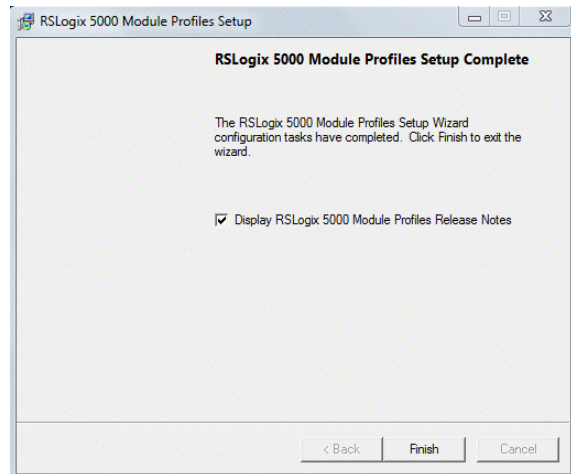 RSLogix 5000 Module Profiles Setup
RSLogix 5000 Module Profiles Setup Complete
The RSLogix 5000 Module Profiles Setup Wizard
configuration tasks have completed. Click Finish to exit the
wizard.
Display RSLogix 5000 Module Profiles Release Notes
< Back
Finish
Cancel